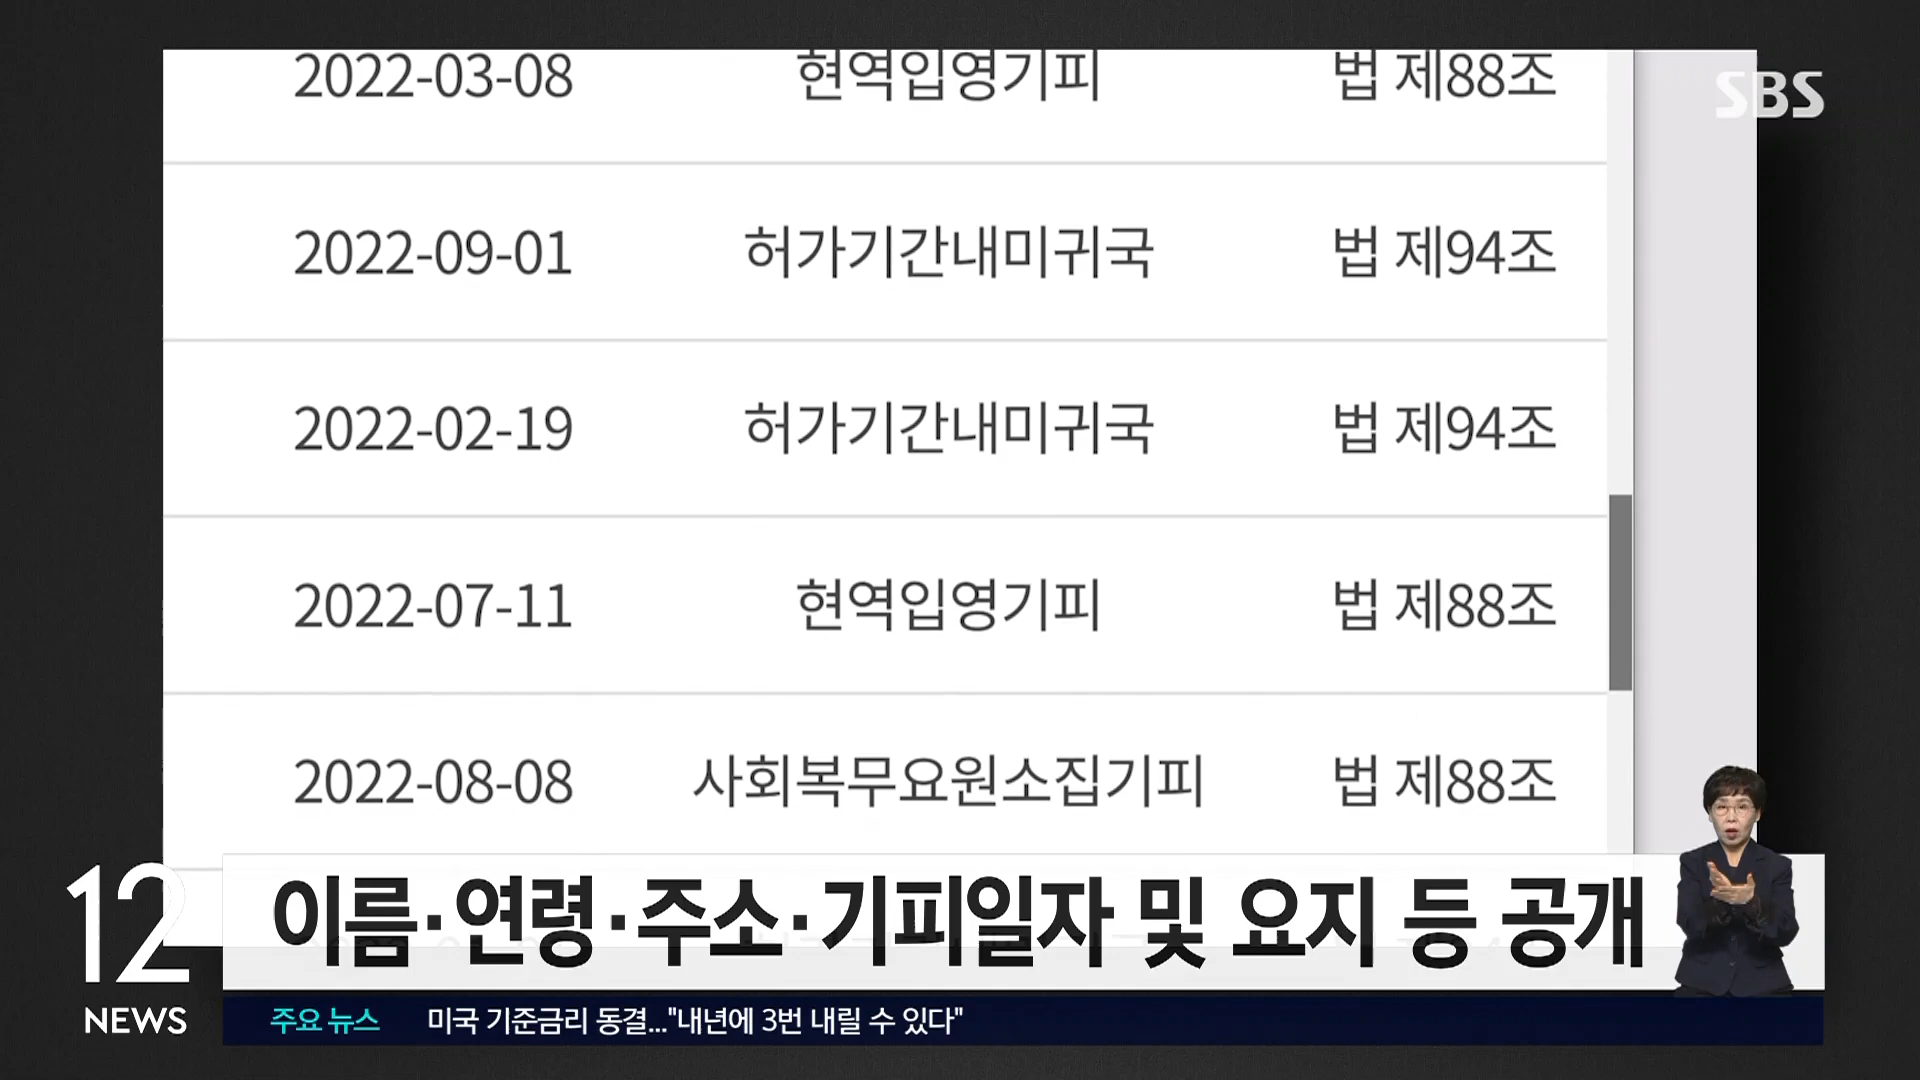 2022-03-08 현역입영기피 법 제88조
SBS
2022-09-01 허가기간내미귀국 법 제94조
2022-02-19 허가기간내미귀국 법 제94조
2022-07-11 현역입영기피 법 제88조
2022-08-08 사회복무요원소집기피 법 제88조
이름·연령·주소·기피일자 및 요지 등 공개
12
NEWS
주요 뉴스 미국 기준금리 동결..."내년에 3번 내릴 수 있다"